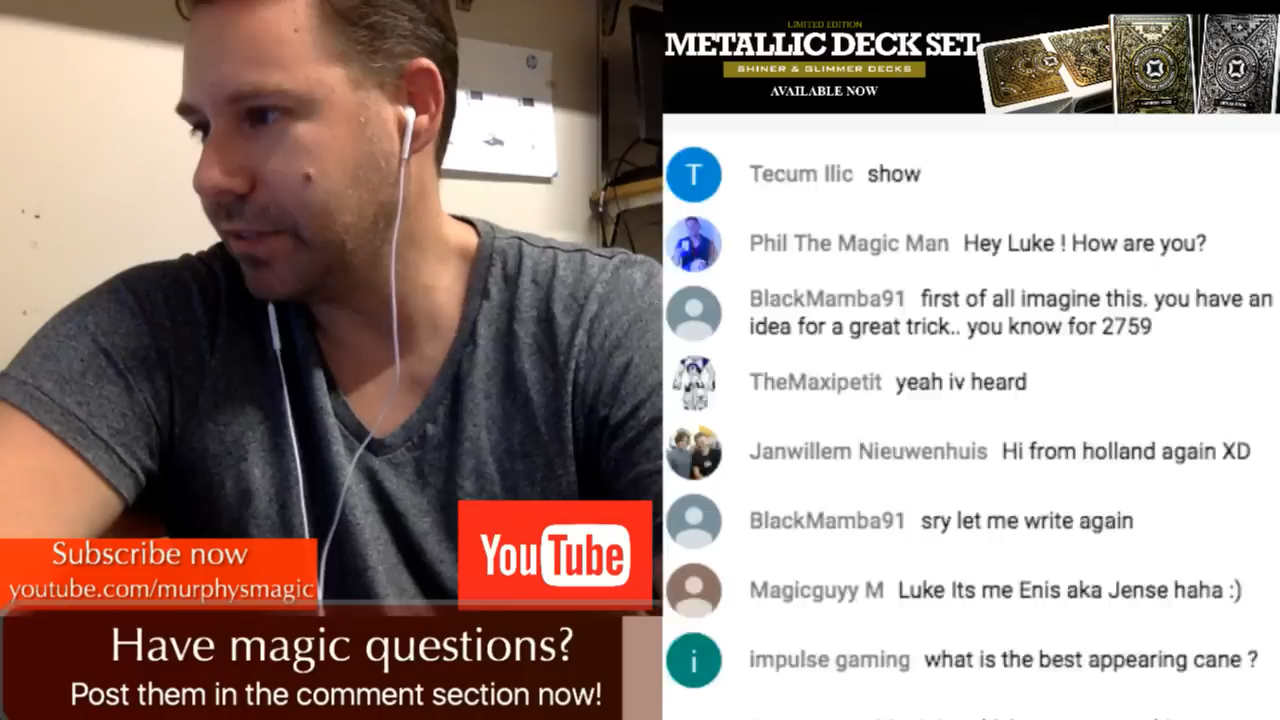 LIMITED EDITION
METALLIC DECK SET
SHINER & GLIMMER DECKS
AVAILABLE NOW
T Tecum Ilic show
Phil The Magic Man Hey Luke ! How are you?
BlackMamba91 first of all imagine this. you have an
idea for a great trick.. you know for 2759
TheMaxipetit yeah iv heard
Janwillem Nieuwenhuis Hi from holland again XD
BlackMamba91 sry let me write again
Magicguyy M Luke Its me Enis aka Jense haha :)
i impulse gaming what is the best appearing cane ?
YouTube
Subscribe now
youtube.com/murphysmagic
Have magic questions?
Post them in the comment section now!
hp